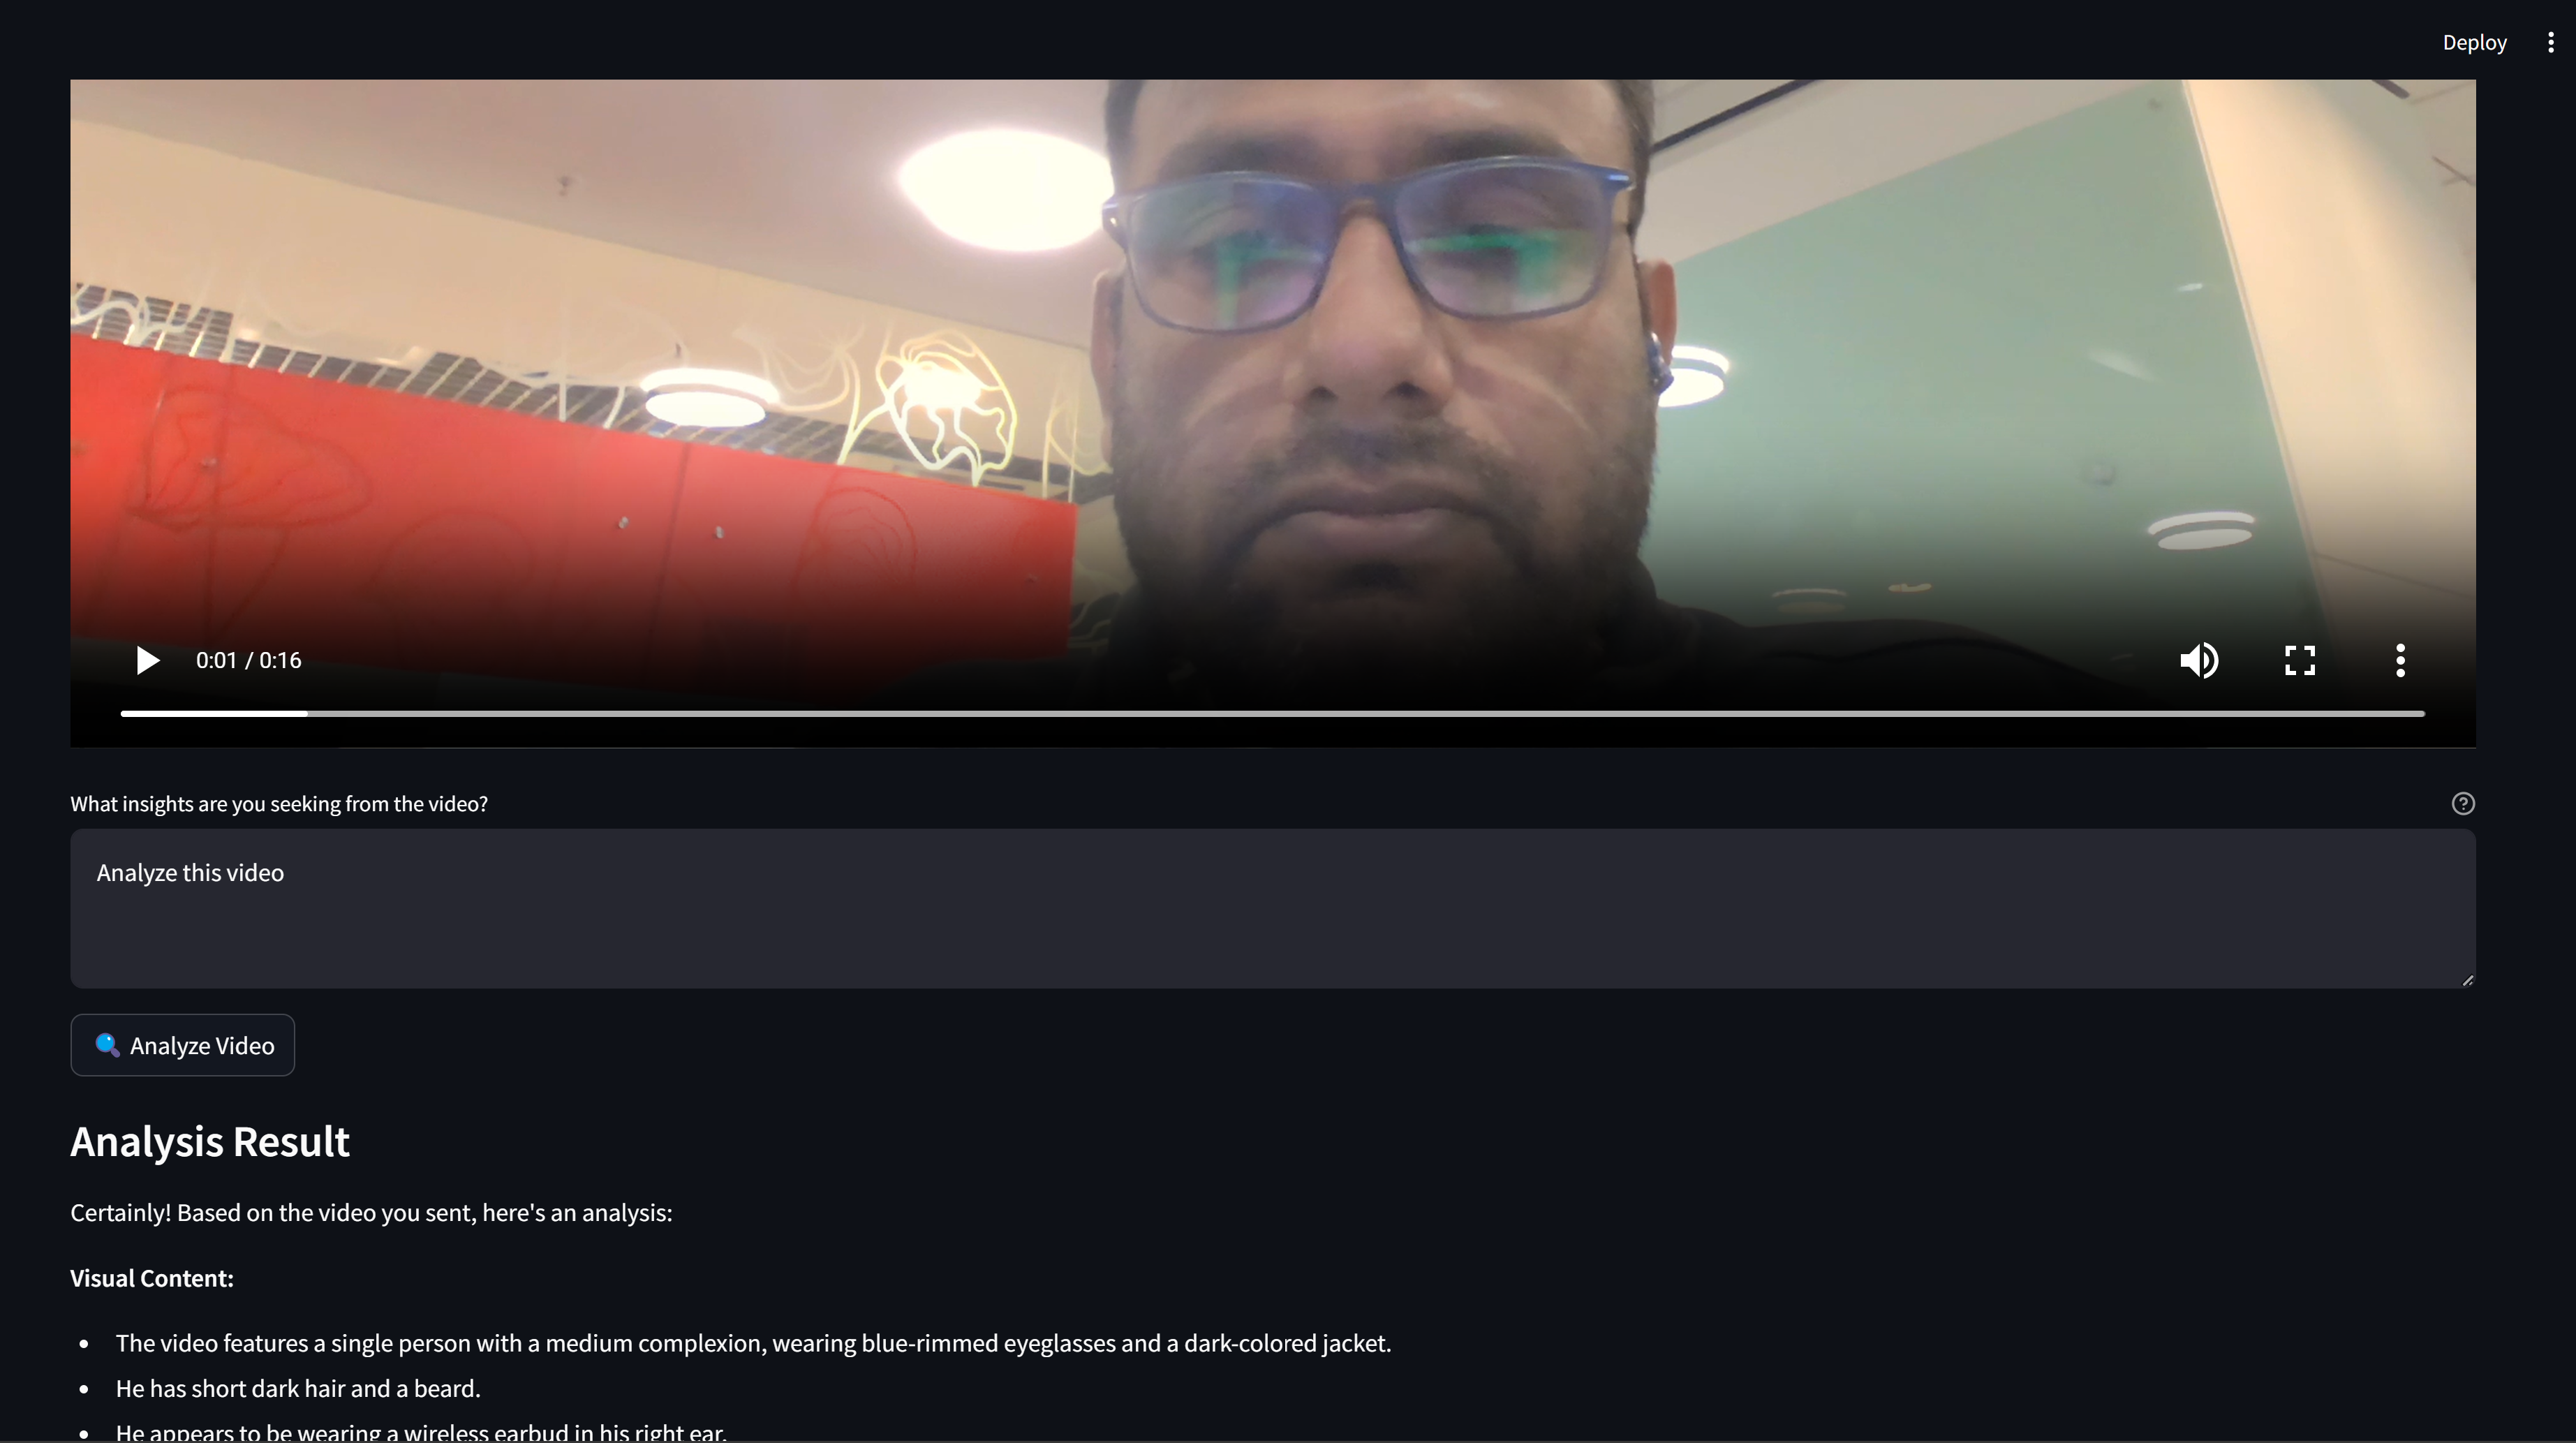 Deploy
0:01 / 0:16
What insights are you seeking from the video?
Analyze this video
Analyze Video
Analysis Result
Certainly! Based on the video you sent, here's an analysis:
Visual Content:
The video features a single person with a medium complexion, wearing blue-rimmed eyeglasses and a dark-colored jacket.
He has short dark hair and a beard.
He appears to be wearing a wireless earbud in his right ear.